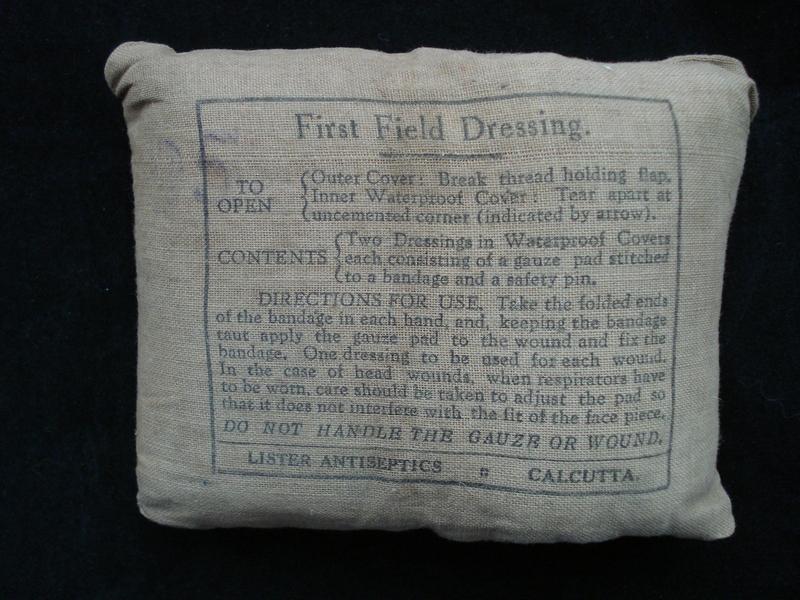 First Field Dressing.
TO OPEN { Outer Cover: Break thread holding flap.
Inner Waterproof Cover: Tear apart at
uncemented corner (indicated by arrow).
CONTENTS { Two Dressings in Waterproof Covers
each consisting of a gauze pad stitched
to a bandage and a safety pin.
DIRECTIONS FOR USE. Take the folded ends
of the bandage in each hand, and, keeping the bandage
taut apply the gauze pad to the wound and fix the
bandage. One dressing to be used for each wound.
In the case of head wounds, when respirators have
to be worn, care should be taken to adjust the pad so
that it does not interfete with the fit of the face piece.
DO NOT HANDLE THE GAUZE OR WOUND.
LISTER ANTISEPTICS CALCUTTA.